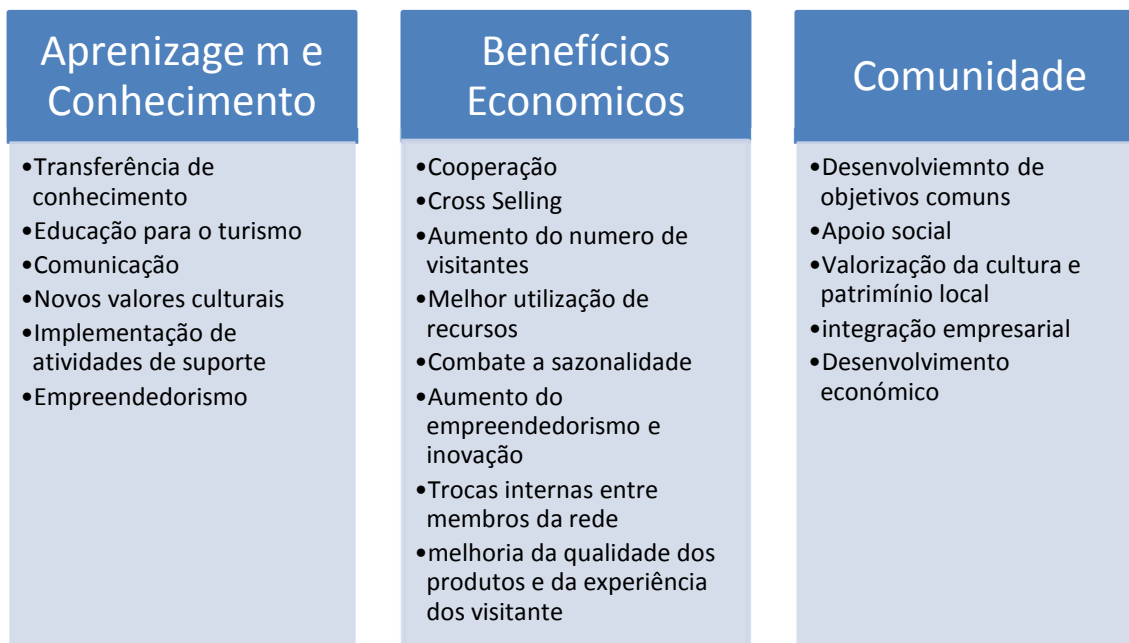 Aprenizage m e
Conhecimento
•Transferência de
conhecimento
•Educação para o turismo
•Comunicação
•Novos valores culturais
•Implementação de
atividades de suporte
•Empreendedorismo
Benefícios
Economicos
•Cooperação
•Cross Selling
•Aumento do numero de
visitantes
•Melhor utilização de
recursos
•Combate a sazonalidade
•Aumento do
empreendedorismo e
inovação
•Trocas internas entre
membros da rede
•melhoria da qualidade dos
produtos e da experiência
dos visitante
Comunidade
•Desenvolviemnto de
objetivos comuns
•Apoio social
•Valorização da cultura e
património local
•integração empresarial
•Desenvolvimento
económico